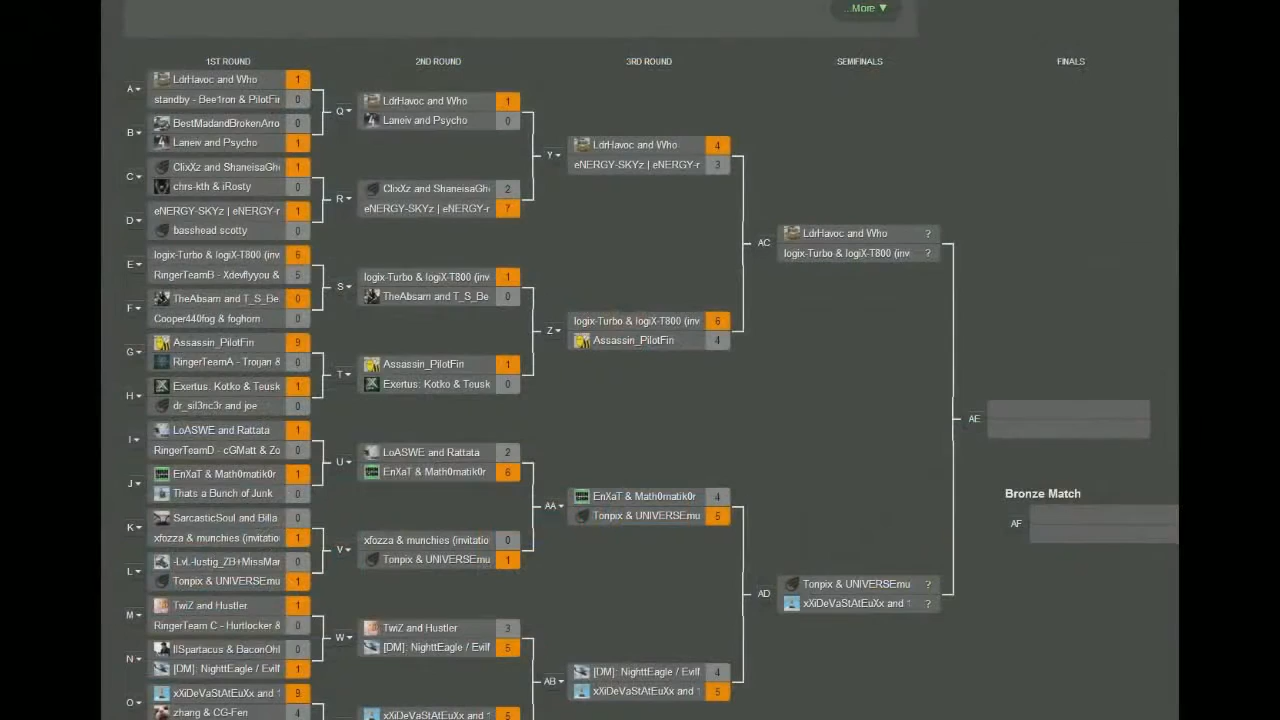 ...More ▼
1ST ROUND 2ND ROUND 3RD ROUND SEMIFINALS FINALS
A
LdrHavoc and Who 1
standby - Bee1ron & PilotFir 0
B
BestMadandBrokenArro 0
Laneiv and Psycho 1
C
ClixXz and ShaneisaGh 1
chrs-kth & iRosty 0
D
eNERGY-SKYz | eNERGY-r 1
basshead scotty 0
E
logix-Turbo & logiX-T800 (inv 6
RingerTeamB - Xdevflyyou & 5
F
TheAbsam and T_S_Be 0
Cooper440fog & foghorn 0
G
Assassin_PilotFin 9
RingerTeamA - Trojan & 0
H
Exertus: Kotko & Teusk 1
dr_sil3nc3r and joe 0
I
LoASWE and Rattata 1
RingerTeamD - cGMatt & Zo 0
J
EnXaT & Math0matik0r 1
Thats a Bunch of Junk 0
K
SarcasticSoul and Billa 0
xfozza & munchies (invitatio 1
L
-LvL-lustig_ZB+MissMar 0
Tonpix & UNIVERSEmu 1
M
TwiZ and Hustler 1
RingerTeam C - Hurtlocker & 0
N
llSpartacus & BaconOhl 0
[DM]: NighttEagle / Evilf 1
O
xXiDeVaStAtEuXx and 9
zhang & CG-Fen 4
Q
LdrHavoc and Who 1
Laneiv and Psycho 0
R
ClixXz and ShaneisaGh 2
eNERGY-SKYz | eNERGY-r 7
S
logix-Turbo & logiX-T800 (inv 1
TheAbsam and T_S_Be 0
T
Assassin_PilotFin 1
Exertus: Kotko & Teusk 0
U
LoASWE and Rattata 2
EnXaT & Math0matik0r 6
V
xfozza & munchies (invitatio 0
Tonpix & UNIVERSEmu 1
W
TwiZ and Hustler 3
[DM]: NighttEagle / Evilf 5
xXiDeVaStAtEuXx and 5
Y
LdrHavoc and Who 4
eNERGY-SKYz | eNERGY-r 3
Z
logix-Turbo & logiX-T800 (inv 6
Assassin_PilotFin 4
AA
EnXaT & Math0matik0r 4
Tonpix & UNIVERSEmu 5
AB
[DM]: NighttEagle / Evilf 4
xXiDeVaStAtEuXx and 5
AC
LdrHavoc and Who ?
logix-Turbo & logiX-T800 (inv ?
AD
Tonpix & UNIVERSEmu ?
xXiDeVaStAtEuXx and ?
AE
Bronze Match
AF